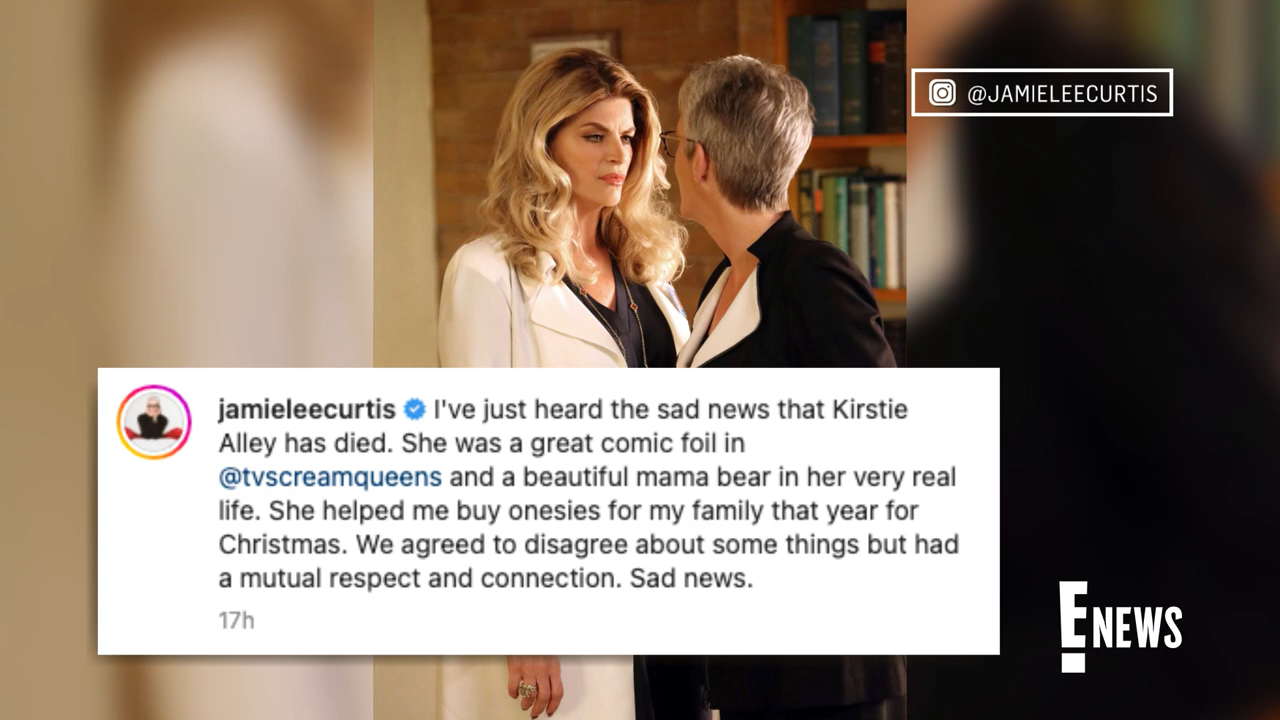 @JAMIELEECURTIS
jamieleecurtis I've just heard the sad news that Kirstie
Alley has died. She was a great comic foil in
@tvscreamqueens and a beautiful mama bear in her very real
life. She helped me buy onesies for my family that year for
Christmas. We agreed to disagree about some things but had
a mutual respect and connection. Sad news.
17h
E NEWS